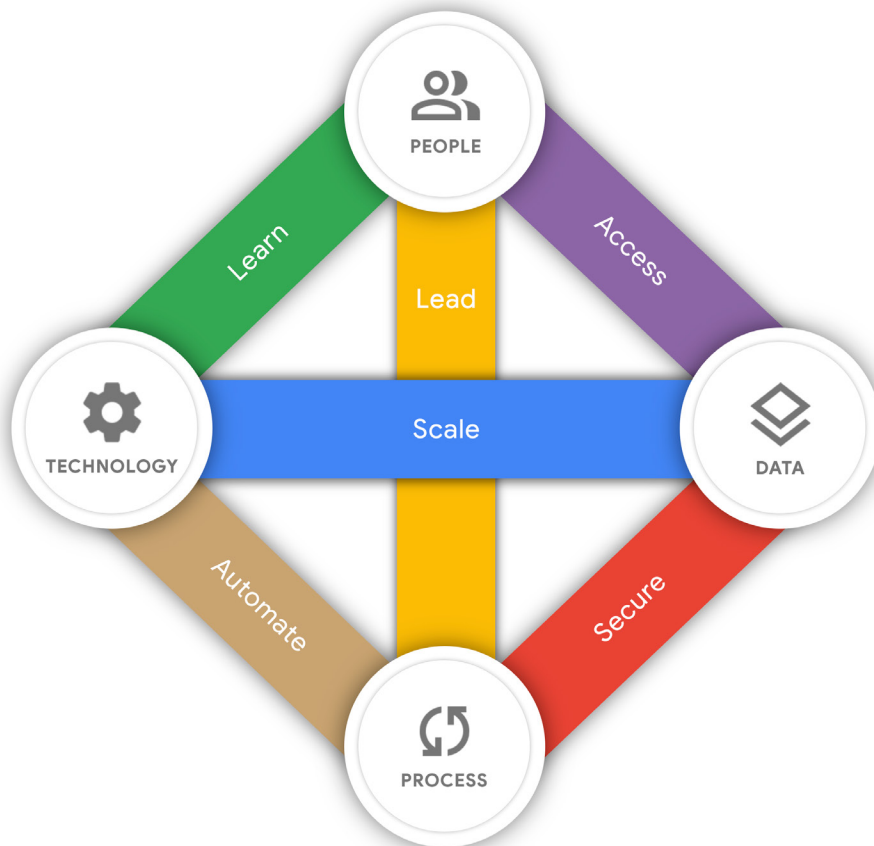 PEOPLE
Learn
Access
Lead
TECHNOLOGY
Scale
DATA
Automate
Secure
PROCESS